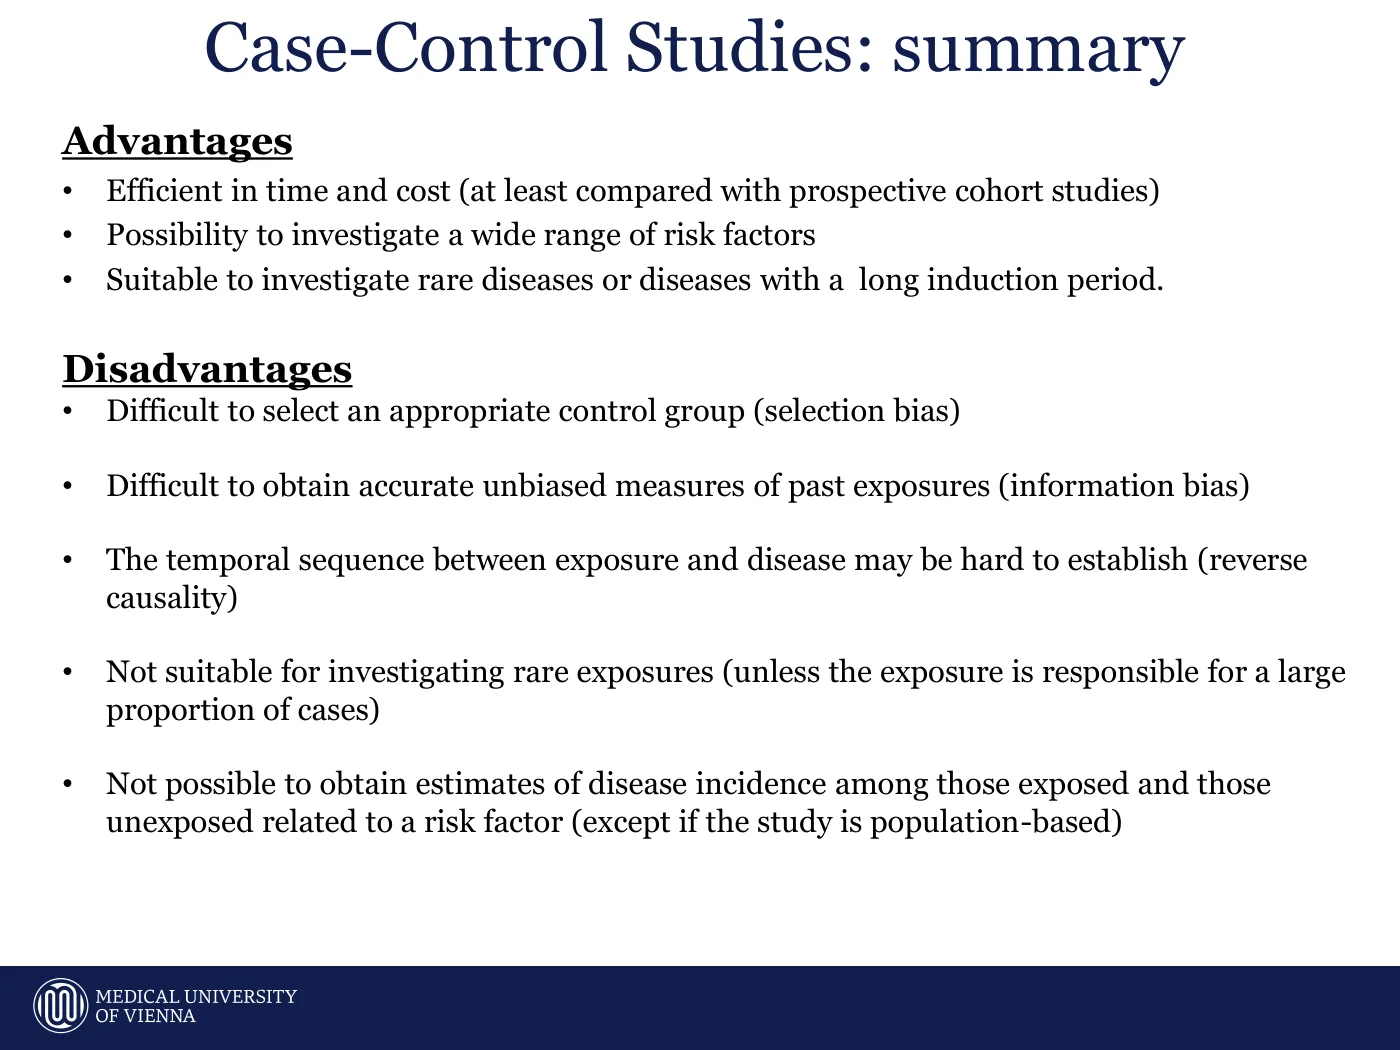 Case-Control Studies: summary
Advantages
• Efficient in time and cost (at least compared with prospective cohort studies)
• Possibility to investigate a wide range of risk factors
• Suitable to investigate rare diseases or diseases with a  long induction period.
Disadvantages
• Difficult to select an appropriate control group (selection bias)
• Difficult to obtain accurate unbiased measures of past exposures (information bias)
• The temporal sequence between exposure and disease may be hard to establish (reverse
causality)
• Not suitable for investigating rare exposures (unless the exposure is responsible for a large
proportion of cases)
• Not possible to obtain estimates of disease incidence among those exposed and those
unexposed related to a risk factor (except if the study is population-based)
MEDICAL UNIVERSITY
OF VIENNA